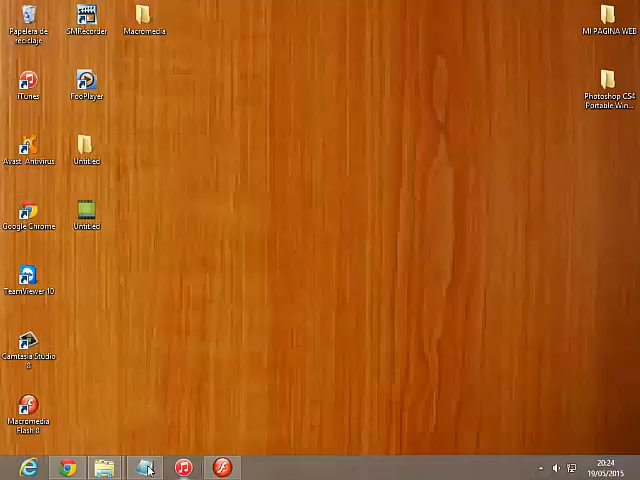 Papelera de reciclaje
SMRecorder
Macromedia
MI PAGINA WEB
iTunes
FooPlayer
Photoshop CS4
Portable Win...
Avast Antivirus
Untitled
Google Chrome
Untitled
TeamViewer 10
Camtasia Studio
8
Macromedia
Flash 8
20:24
19/05/2015